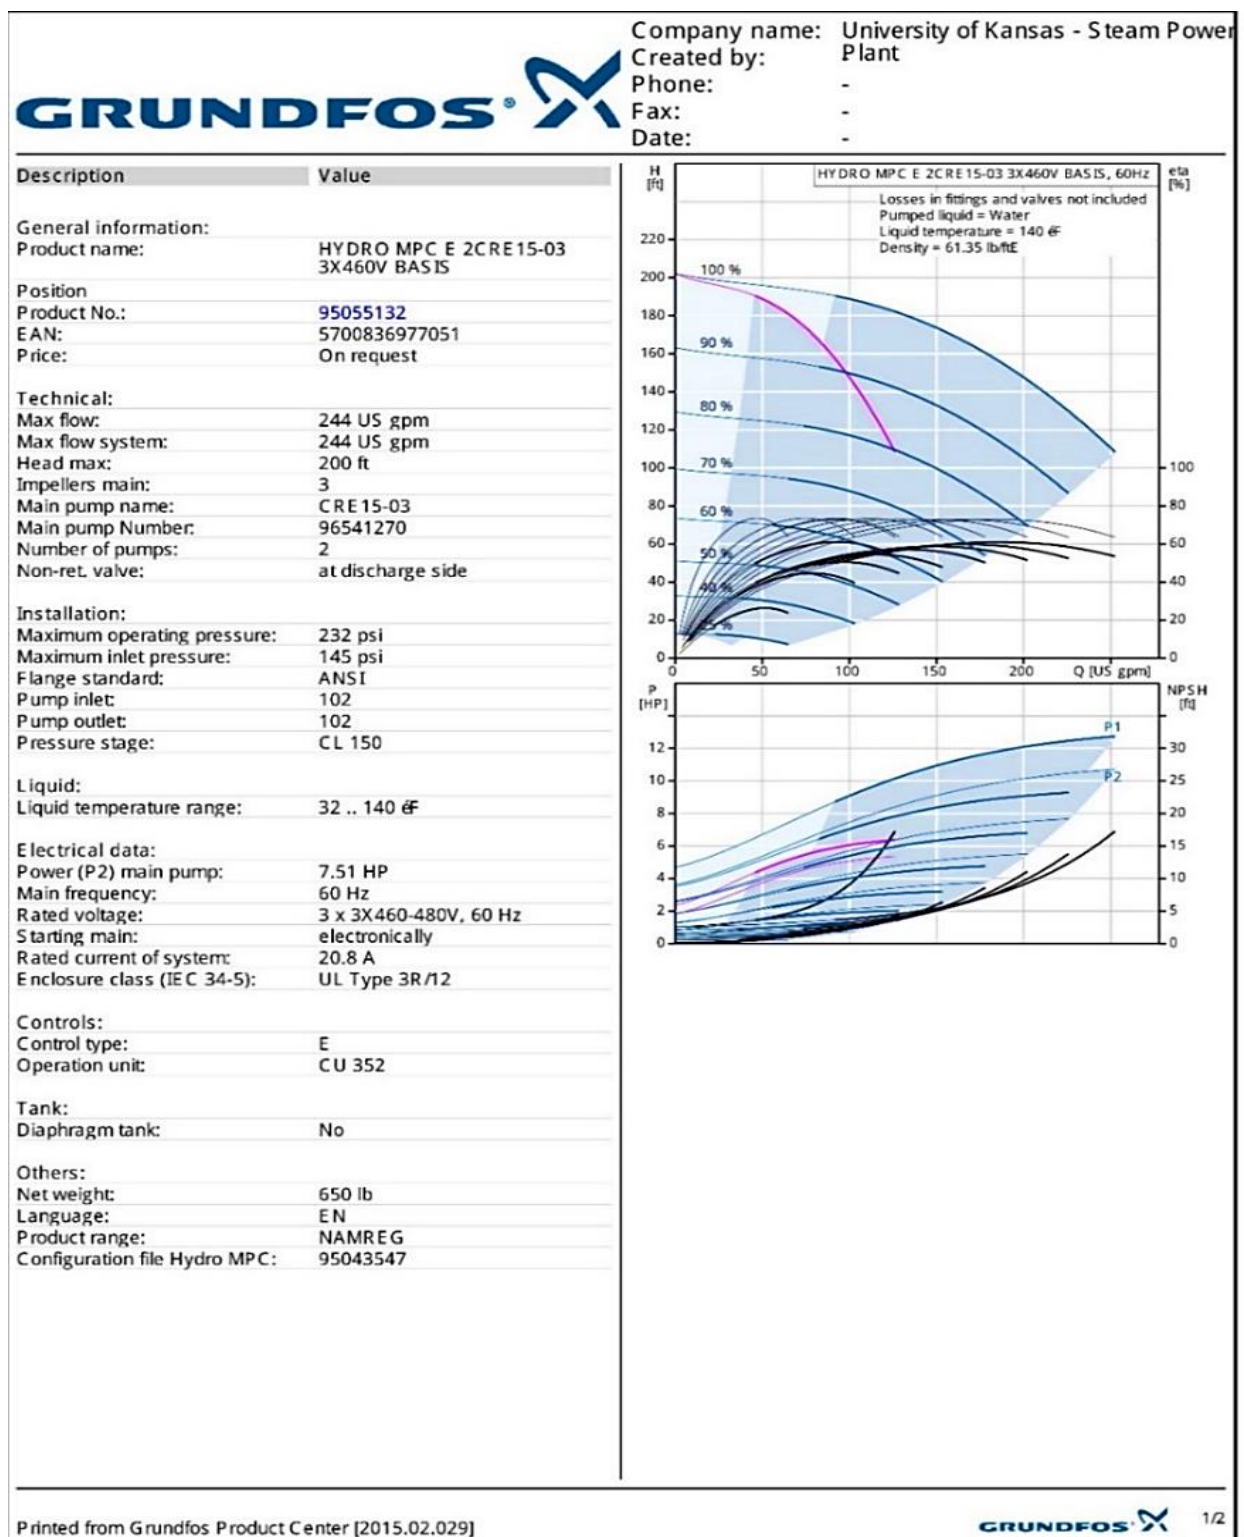 GRUNDFOS
Company name: University of Kansas - Steam Power Plant
Created by:
Phone: -
Fax: -
Date: -
Description Value
General information:
Product name: HYDRO MPC E 2CRE15-03 3X460V BASIS
Position
Product No.: 95055132
EAN: 5700836977051
Price: On request
Technical:
Max flow: 244 US gpm
Max flow system: 244 US gpm
Head max: 200 ft
Impellers main: 3
Main pump name: CRE15-03
Main pump Number: 96541270
Number of pumps: 2
Non-ret. valve: at discharge side
Installation:
Maximum operating pressure: 232 psi
Maximum inlet pressure: 145 psi
Flange standard: ANSI
Pump inlet: 102
Pump outlet: 102
Pressure stage: CL 150
Liquid:
Liquid temperature range: 32 .. 140 éF
Electrical data:
Power (P2) main pump: 7.51 HP
Main frequency: 60 Hz
Rated voltage: 3 x 3X460-480V, 60 Hz
Starting main: electronically
Rated current of system: 20.8 A
Enclosure class (IEC 34-5): UL Type 3R/12
Controls:
Control type: E
Operation unit: CU 352
Tank:
Diaphragm tank: No
Others:
Net weight: 650 lb
Language: EN
Product range: NAMREG
Configuration file Hydro MPC: 95043547
H
[ft]
HYDRO MPC E 2CRE15-03 3X460V BASIS, 60Hz
eta
[%]
Losses in fittings and valves not included
Pumped liquid = Water
Liquid temperature = 140 éF
Density = 61.35 lb/ftE
220
200
180
160
140
120
100
80
60
40
20
0
100 %
90 %
80 %
70 %
60 %
50 %
40 %
25 %
100
80
60
40
20
0
0 50 100 150 200 Q [US gpm]
P
[HP]
NPSH
[ft]
12
10
8
6
4
2
0
P1
P2
30
25
20
15
10
5
0
Printed from Grundfos Product Center [2015.02.029]
GRUNDFOS
1/2